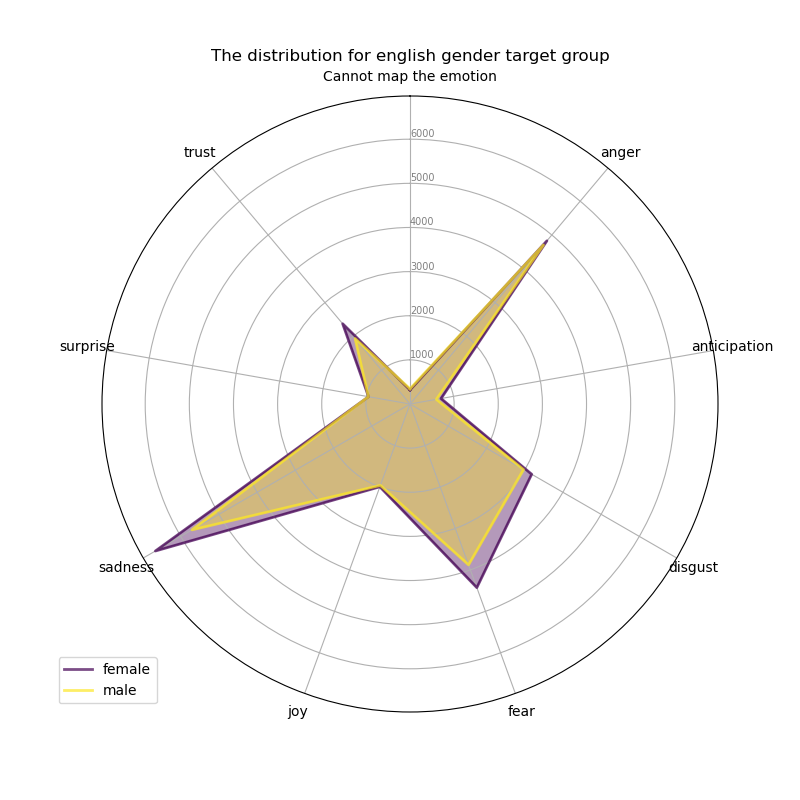 The distribution for english gender target group
Cannot map the emotion
6000
trust
anger
5000
4000
3000
2000
surprise
anticipation
1000
sadness
disgust
female
male
joy
fear